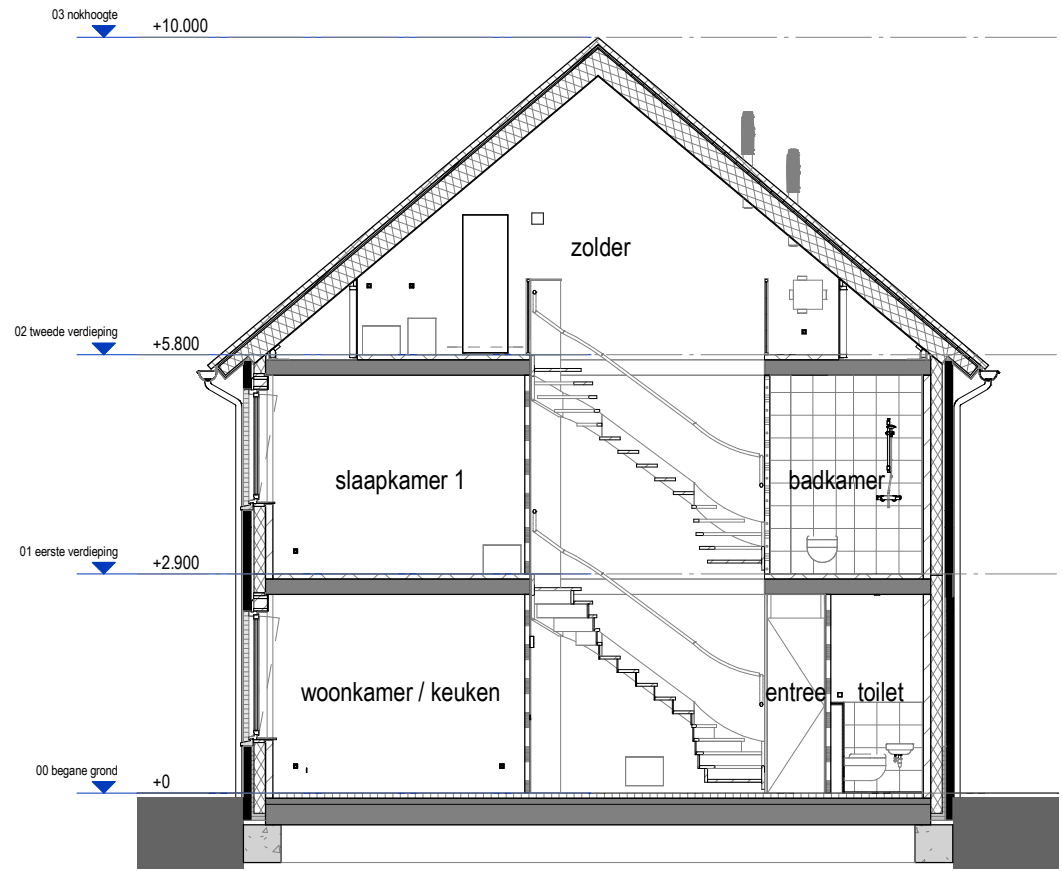 03 nokhoogte
+10.000
zolder
02 tweede verdieping
+5.800
slaapkamer 1
badkamer
01 eerste verdieping
+2.900
woonkamer / keuken
entree
toilet
00 begane grond
+0